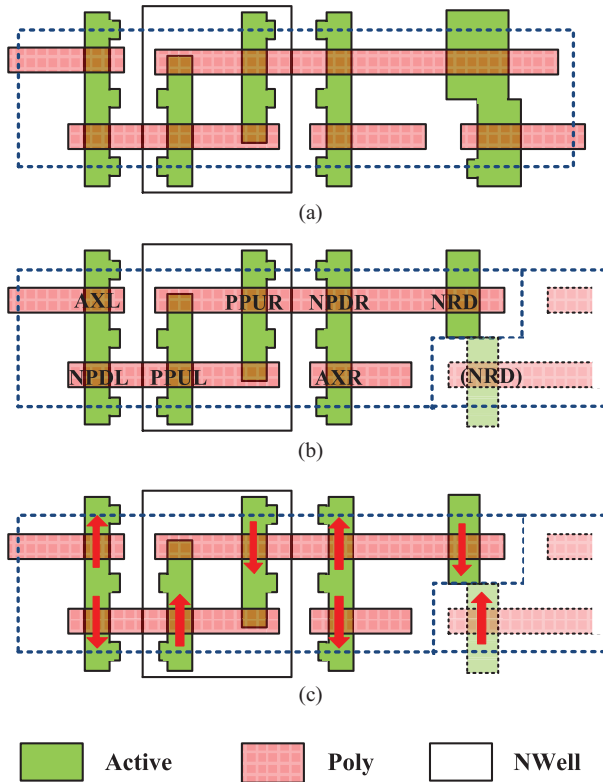 (a)
AXL PPUR NPDR NRD
NPDL PPUL AXR (NRD)
(b)
(c)
Active Poly NWell